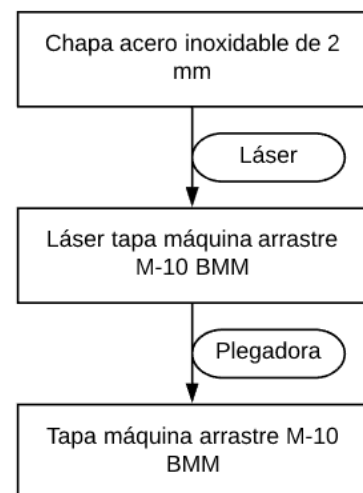 Chapa acero inoxidable de 2
mm
Láser
Láser tapa máquina arrastre
M-10 BMM
Plegadora
Tapa máquina arrastre M-10
BMM